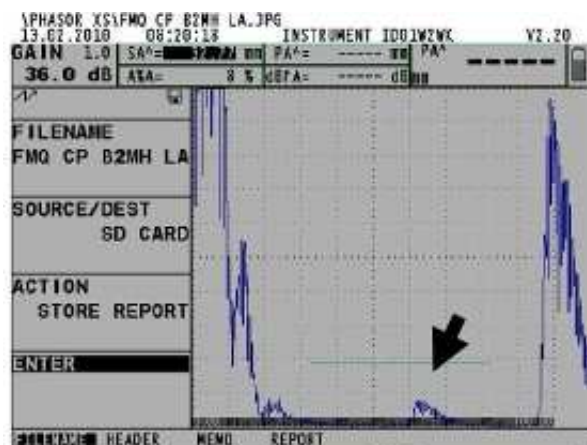 \PHASOR XS\FMQ CP B2MH LA.JPG
13.02.2010 08:20:18 INSTRUMENT V2.20
GAIN 1.0 SA^= mm PA^= ----- mm PA^ -----
36.0 dB A%A= 8 % dBrA= ----- dB mm
FILENAME
FMQ CP B2MH LA
SOURCE/DEST
SD CARD
ACTION
STORE REPORT
ENTER
HEADER MEMO REPORT